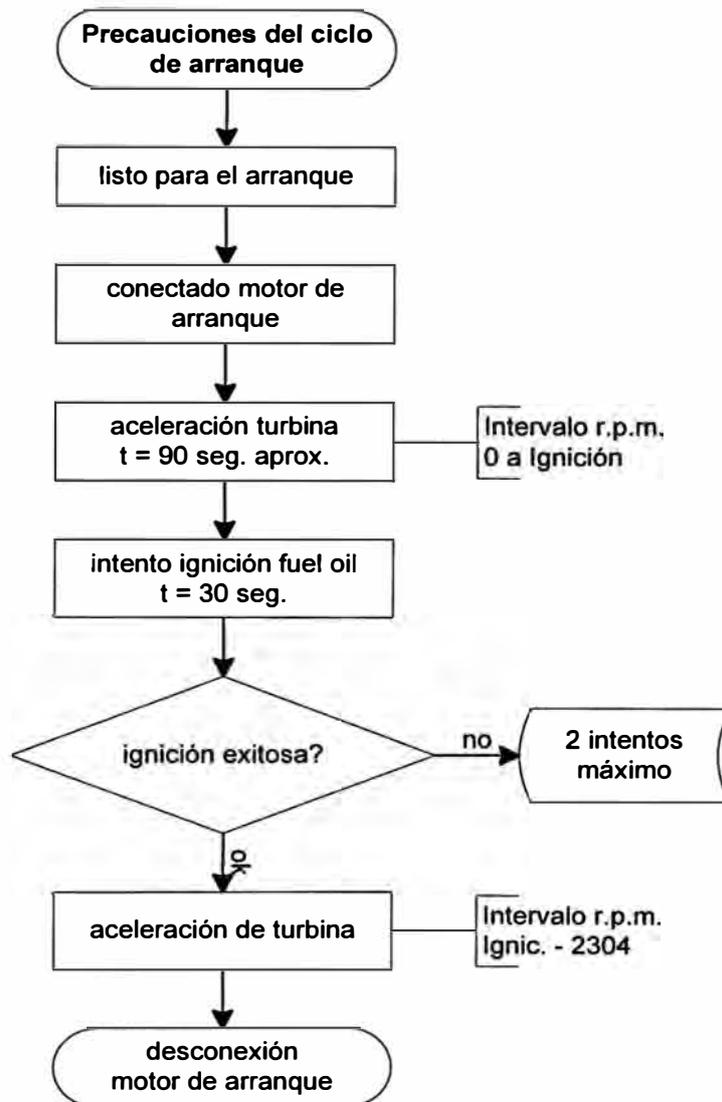 Precauciones del ciclo
de arranque
listo para el arranque
conectado motor de
arranque
aceleración turbina
t = 90 seg. aprox.
Intervalo r.p.m.
0 a Ignición
intento ignición fuel oil
t = 30 seg.
ignición exitosa?
no
2 intentos
máximo
ok
aceleración de turbina
Intervalo r.p.m.
Ignic. - 2304
desconexión
motor de arranque